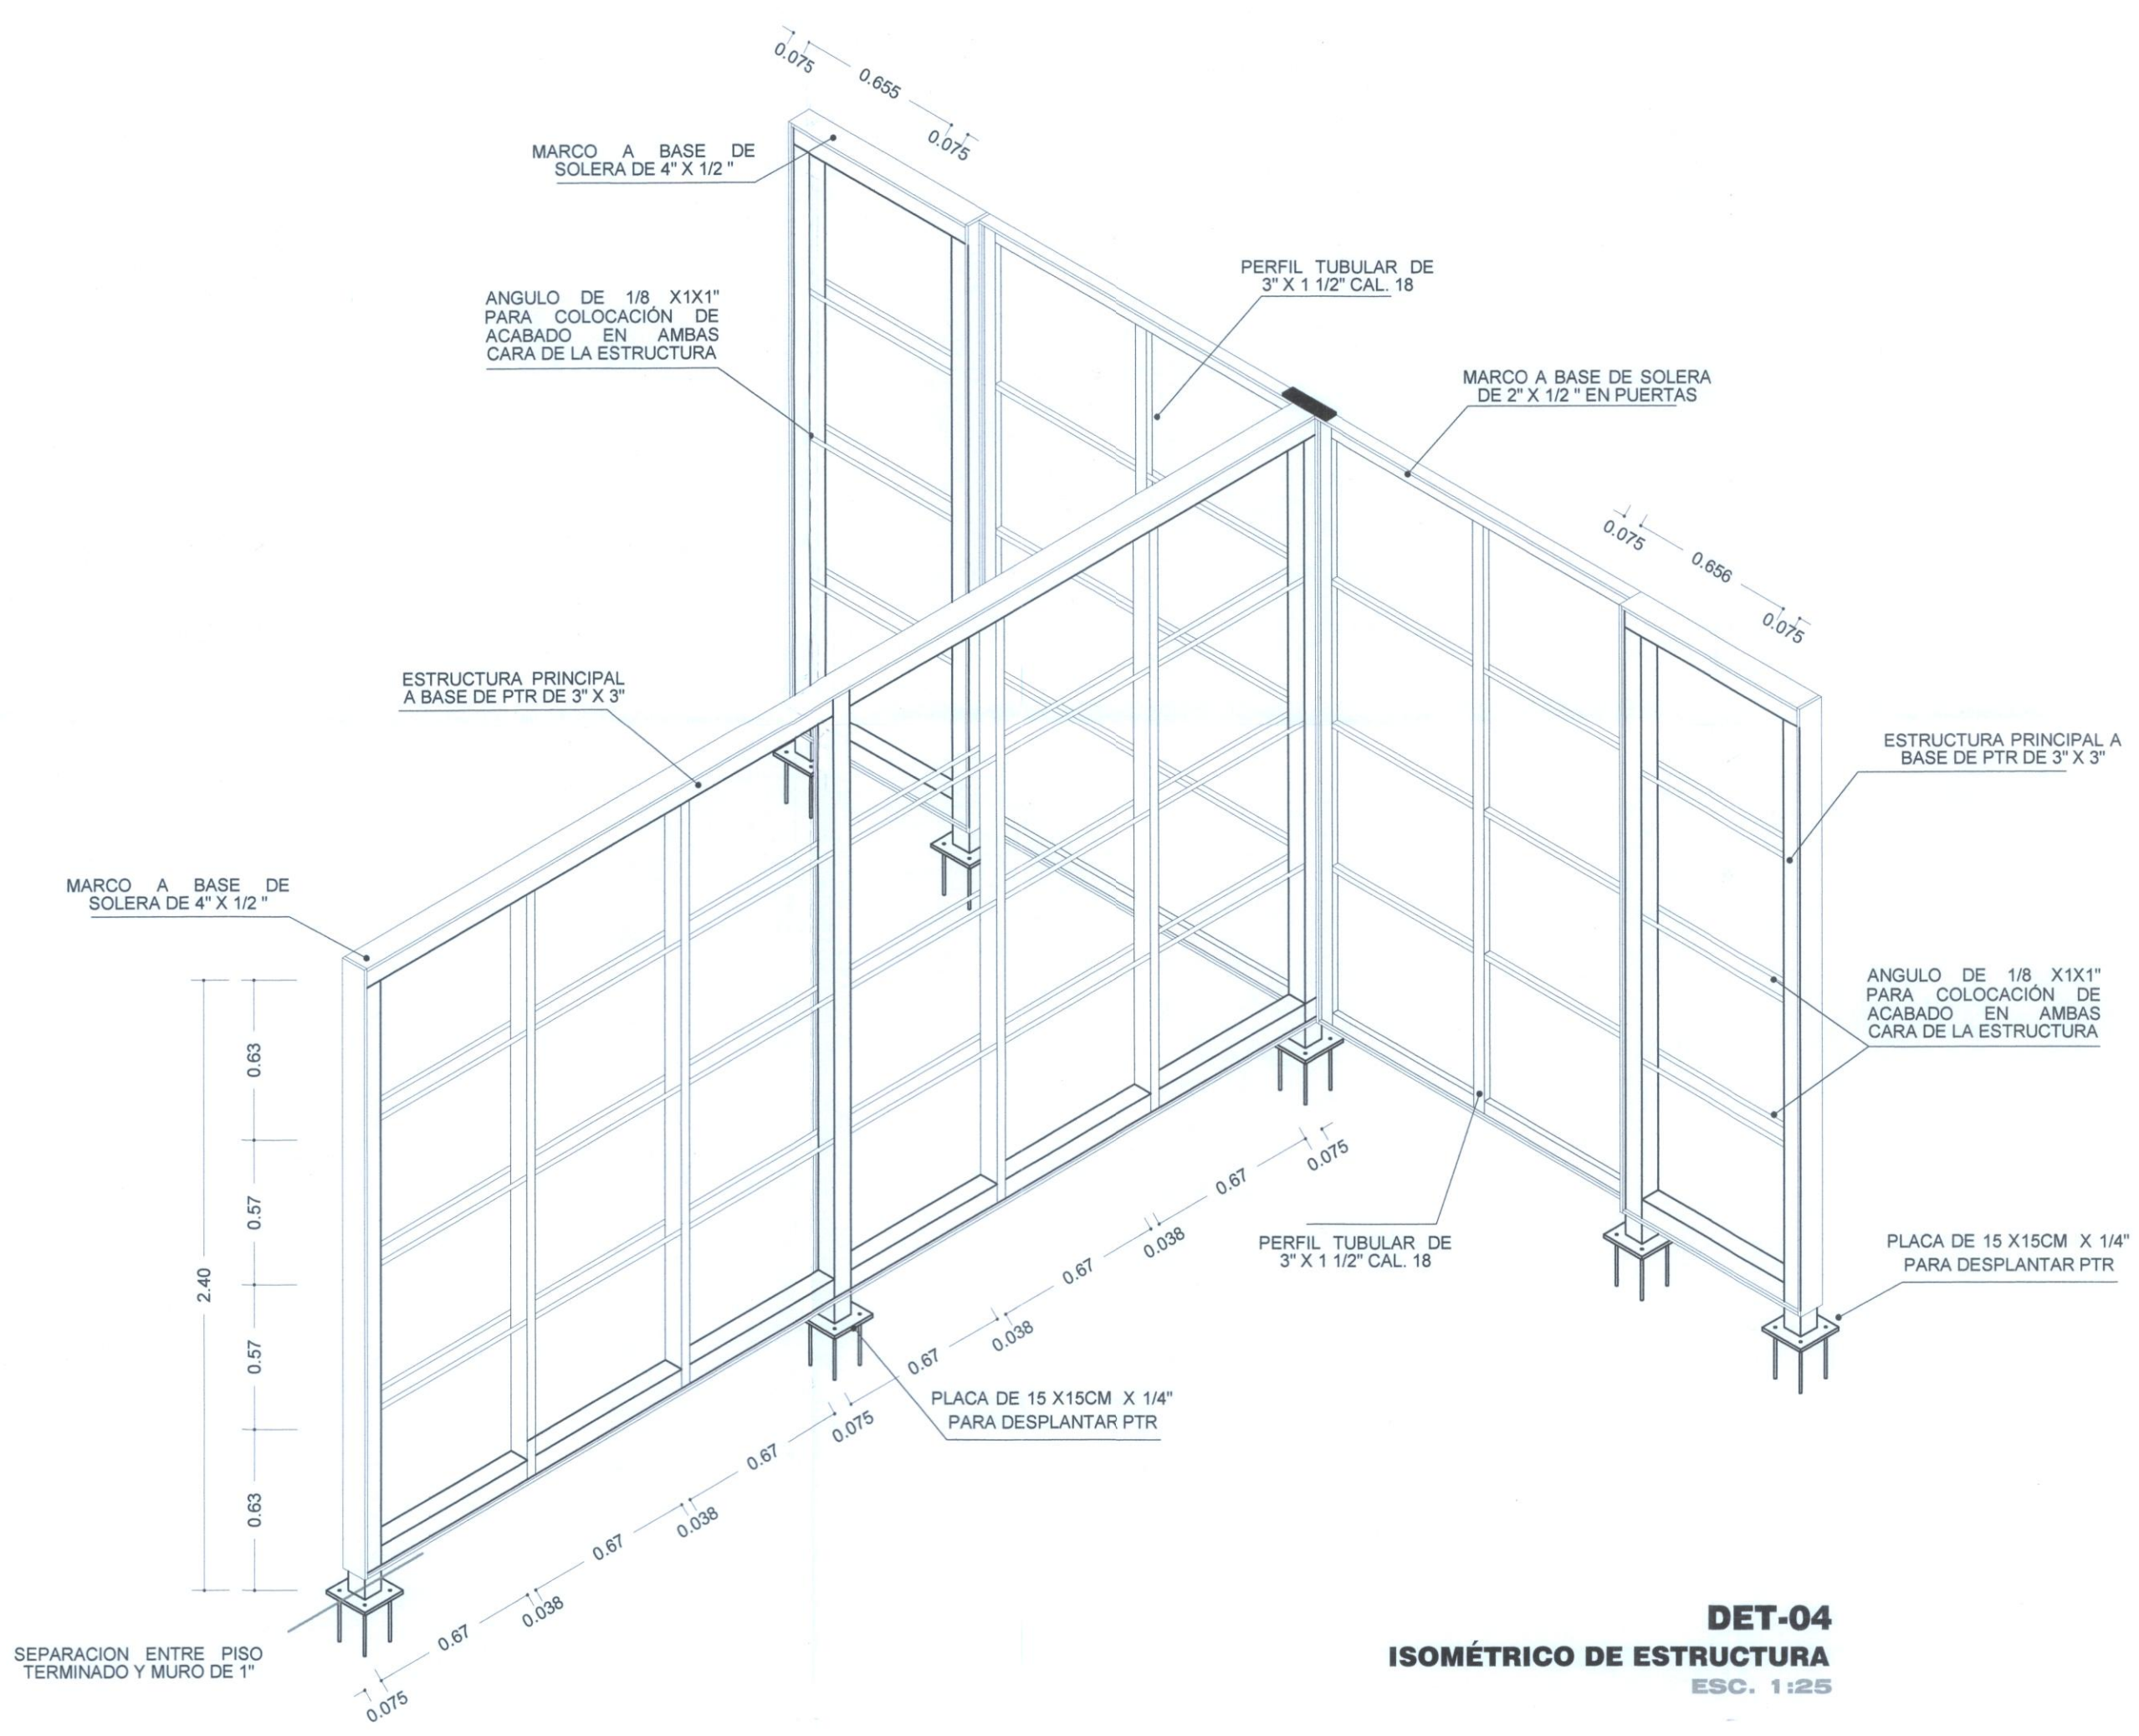 0.075
0.655
0.075
MARCO A BASE DE
SOLERA DE 4" X 1/2 "
PERFIL TUBULAR DE
3" X 1 1/2" CAL. 18
ANGULO DE 1/8 X1X1"
PARA COLOCACIÓN DE
ACABADO EN AMBAS
CARA DE LA ESTRUCTURA
MARCO A BASE DE SOLERA
DE 2" X 1/2 " EN PUERTAS
0.075
0.656
0.075
ESTRUCTURA PRINCIPAL
A BASE DE PTR DE 3" X 3"
ESTRUCTURA PRINCIPAL A
BASE DE PTR DE 3" X 3"
MARCO A BASE DE
SOLERA DE 4" X 1/2 "
ANGULO DE 1/8 X1X1"
PARA COLOCACIÓN DE
ACABADO EN AMBAS
CARA DE LA ESTRUCTURA
0.63
0.57
2.40
0.57
0.63
0.075
0.67
0.038
0.67
0.038
0.67
0.075
0.67
0.038
0.67
0.038
0.67
0.075
PERFIL TUBULAR DE
3" X 1 1/2" CAL. 18
PLACA DE 15 X15CM X 1/4"
PARA DESPLANTAR PTR
PLACA DE 15 X15CM X 1/4"
PARA DESPLANTAR PTR
SEPARACION ENTRE PISO
TERMINADO Y MURO DE 1"
DET-04
ISOMÉTRICO DE ESTRUCTURA
ESC. 1:25